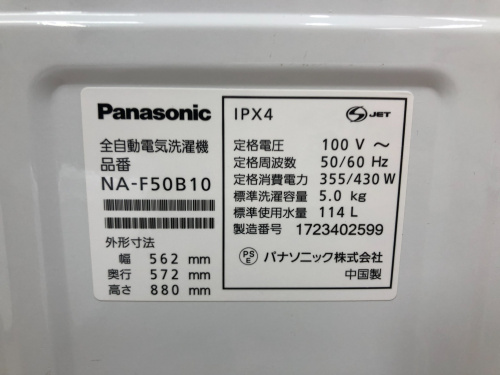 Panasonic
全自動電気洗濯機
品番
NA-F50B10
外形寸法
幅 562 mm
奥行 572 mm
高さ 880 mm
IPX4
S JET
定格電圧 100 V ～
定格周波数 50/60 Hz
定格消費電力 355/430 W
標準洗濯容量 5.0 kg
標準使用水量 114 L
製造番号 1723402599
PS E パナソニック株式会社
中国製